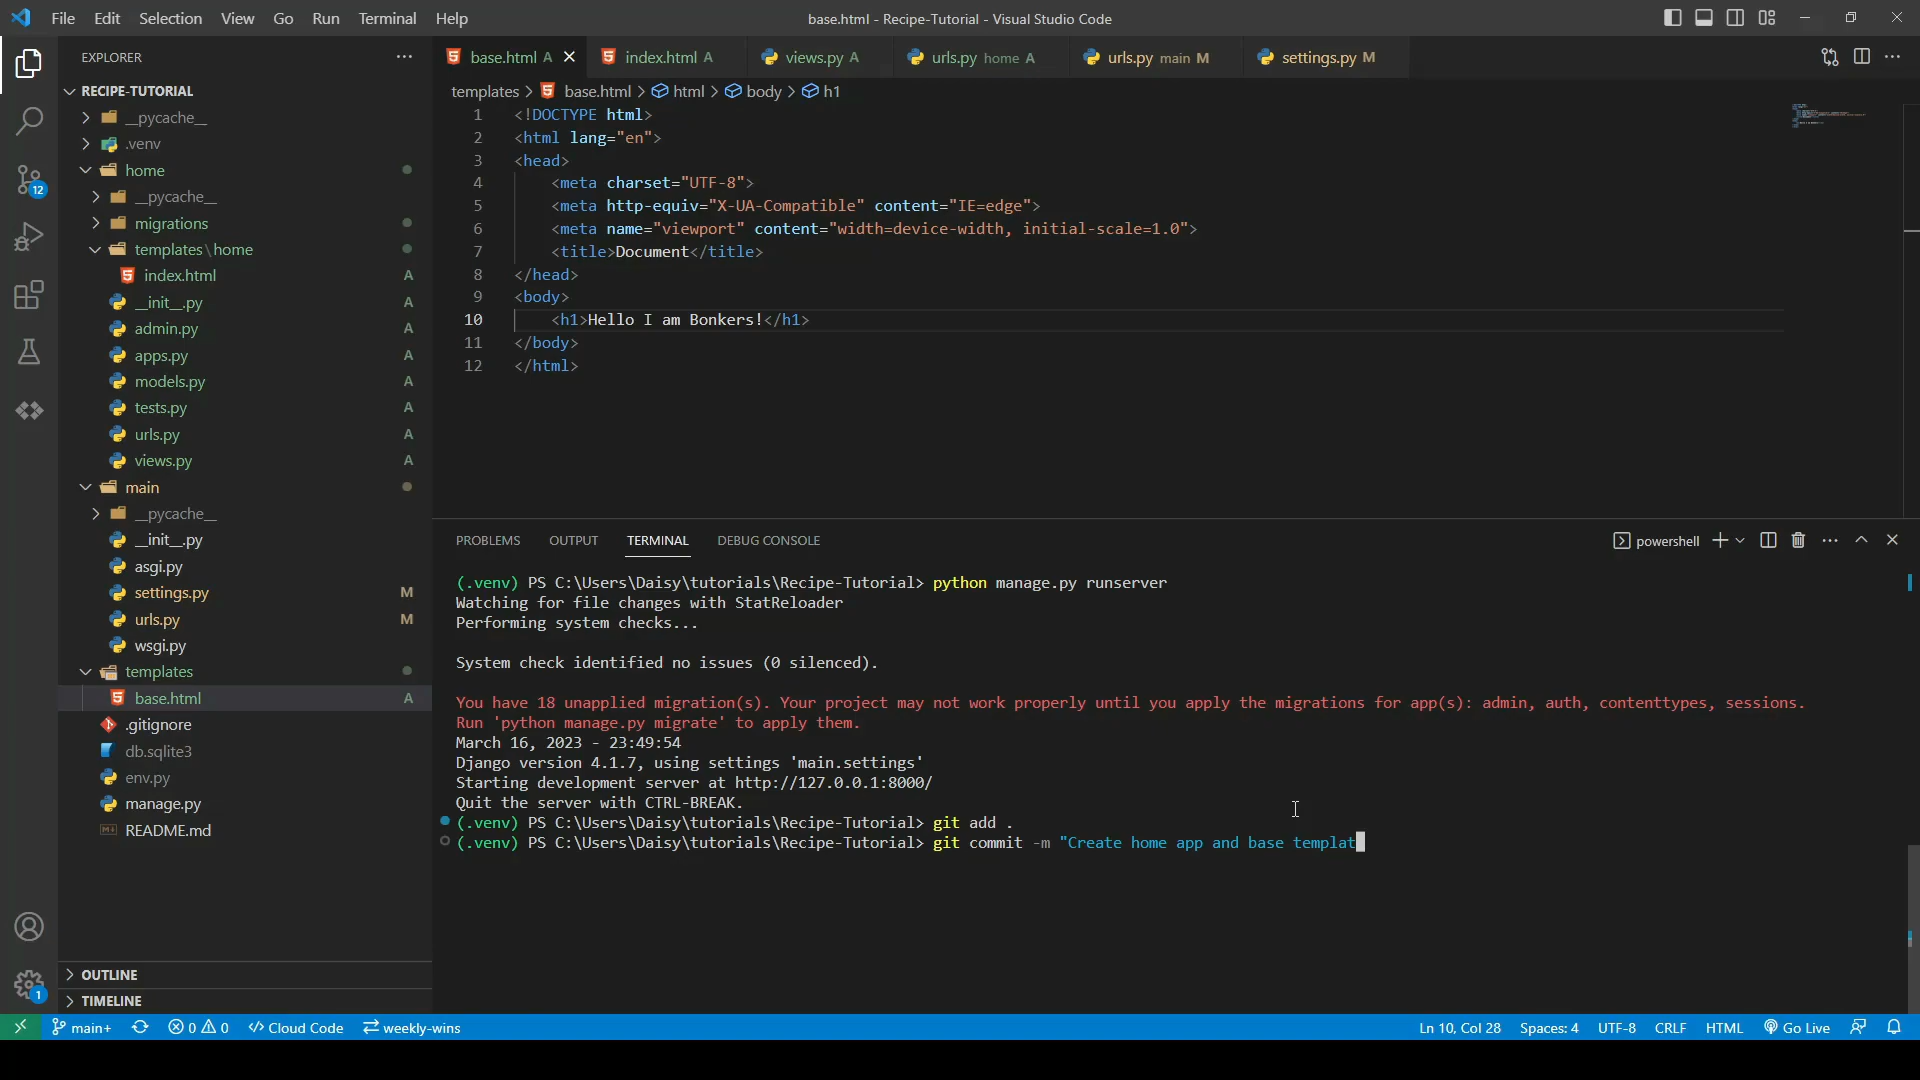 File Edit Selection View Go Run Terminal Help
base.html - Recipe-Tutorial - Visual Studio Code
EXPLORER
base.html A
index.html A
views.py A
urls.py home A
urls.py main M
settings.py M
RECIPE-TUTORIAL
templates > base.html > html > body > h1
__pycache__
.venv
home
__pycache__
migrations
templates\home
index.html A
__init__.py A
admin.py A
apps.py A
models.py A
tests.py A
urls.py A
views.py A
main
__pycache__
__init__.py
asgi.py
settings.py M
urls.py M
wsgi.py
templates
base.html A
.gitignore
db.sqlite3
env.py
manage.py
README.md
OUTLINE
TIMELINE
12
1
1 <!DOCTYPE html>
2 <html lang="en">
3 <head>
4 <meta charset="UTF-8">
5 <meta http-equiv="X-UA-Compatible" content="IE=edge">
6 <meta name="viewport" content="width=device-width, initial-scale=1.0">
7 <title>Document</title>
8 </head>
9 <body>
10 <h1>Hello I am Bonkers!</h1>
11 </body>
12 </html>
PROBLEMS OUTPUT TERMINAL DEBUG CONSOLE
powershell
(.venv) PS C:\Users\Daisy\tutorials\Recipe-Tutorial> python manage.py runserver
Watching for file changes with StatReloader
Performing system checks...
System check identified no issues (0 silenced).
You have 18 unapplied migration(s). Your project may not work properly until you apply the migrations for app(s): admin, auth, contenttypes, sessions.
Run 'python manage.py migrate' to apply them.
March 16, 2023 - 23:49:54
Django version 4.1.7, using settings 'main.settings'
Starting development server at http://127.0.0.1:8000/
Quit the server with CTRL-BREAK.
(.venv) PS C:\Users\Daisy\tutorials\Recipe-Tutorial> git add .
(.venv) PS C:\Users\Daisy\tutorials\Recipe-Tutorial> git commit -m "Create home app and base templat
main+ 0 0 Cloud Code weekly-wins
Ln 10, Col 28 Spaces: 4 UTF-8 CRLF HTML Go Live